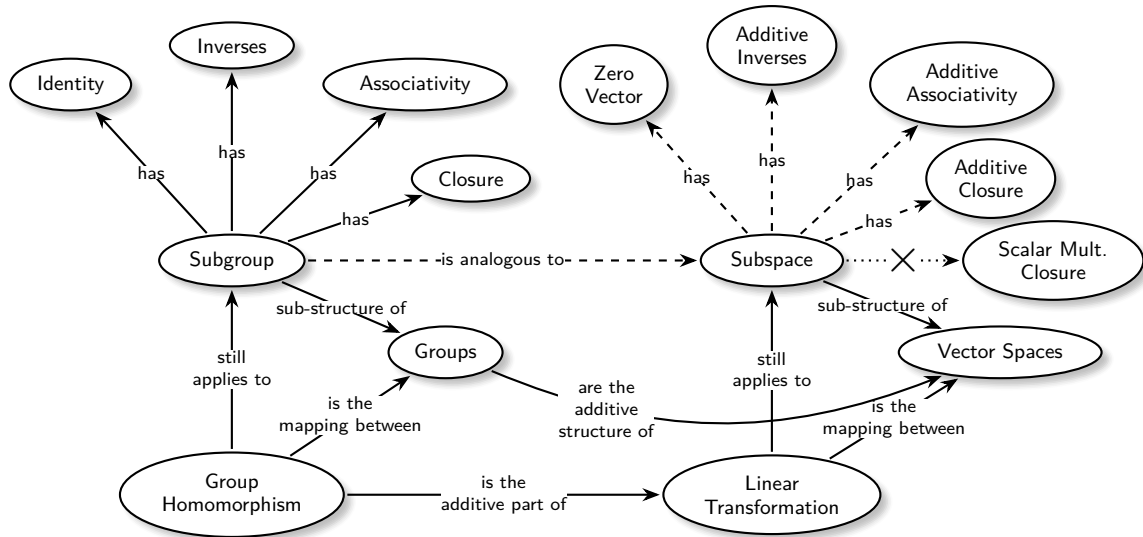 Inverses
Identity
Associativity
Closure
has
has
has
has
Subgroup
Additive
Inverses
Zero
Vector
Additive
Associativity
Additive
Closure
Scalar Mult.
Closure
has
has
has
has
is analogous to
Subspace
sub-structure of
Groups
sub-structure of
Vector Spaces
still
applies to
is the
mapping between
are the
additive
structure of
still
applies to
is the
mapping between
Group
Homomorphism
is the
additive part of
Linear
Transformation